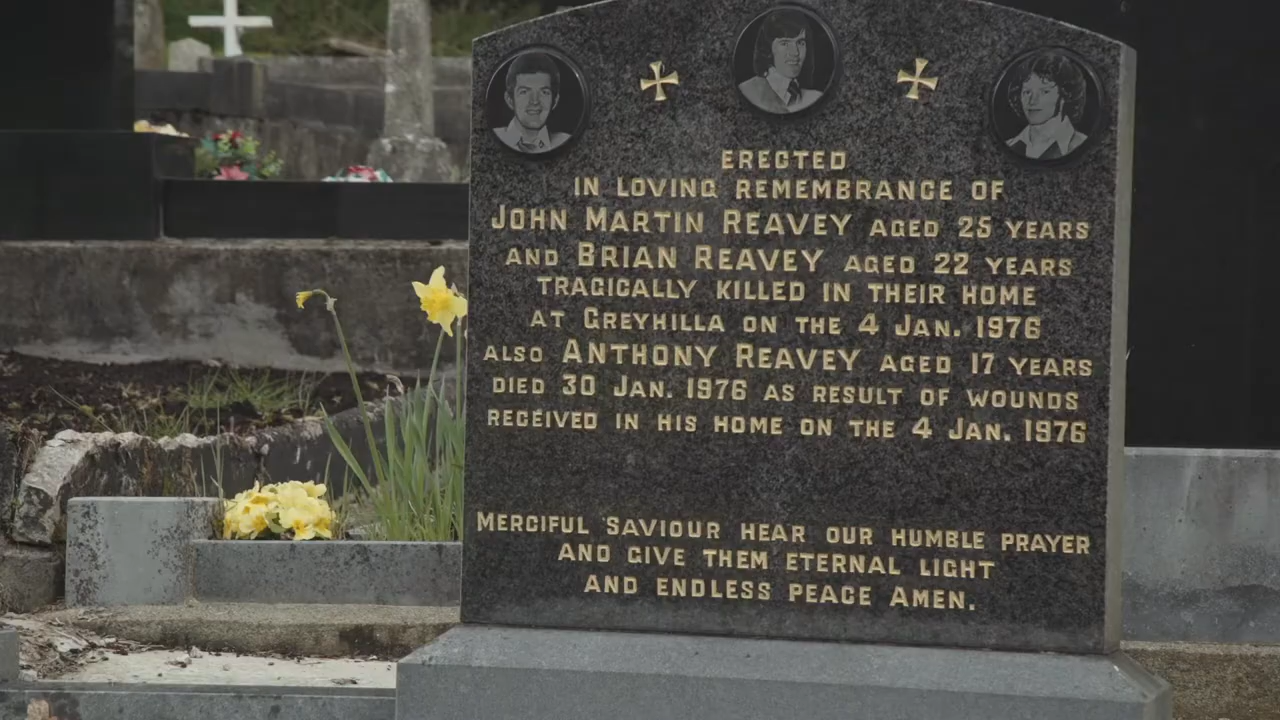 ERECTED
IN LOVING REMEMBRANCE OF
JOHN MARTIN REAVEY AGED 25 YEARS
AND BRIAN REAVEY AGED 22 YEARS
TRAGICALLY KILLED IN THEIR HOME
AT GREYHILLA ON THE 4 JAN. 1976
ALSO ANTHONY REAVEY AGED 17 YEARS
DIED 30 JAN. 1976 AS RESULT OF WOUNDS
RECEIVED IN HIS HOME ON THE 4 JAN. 1976
MERCIFUL SAVIOUR HEAR OUR HUMBLE PRAYER
AND GIVE THEM ETERNAL LIGHT
AND ENDLESS PEACE AMEN.